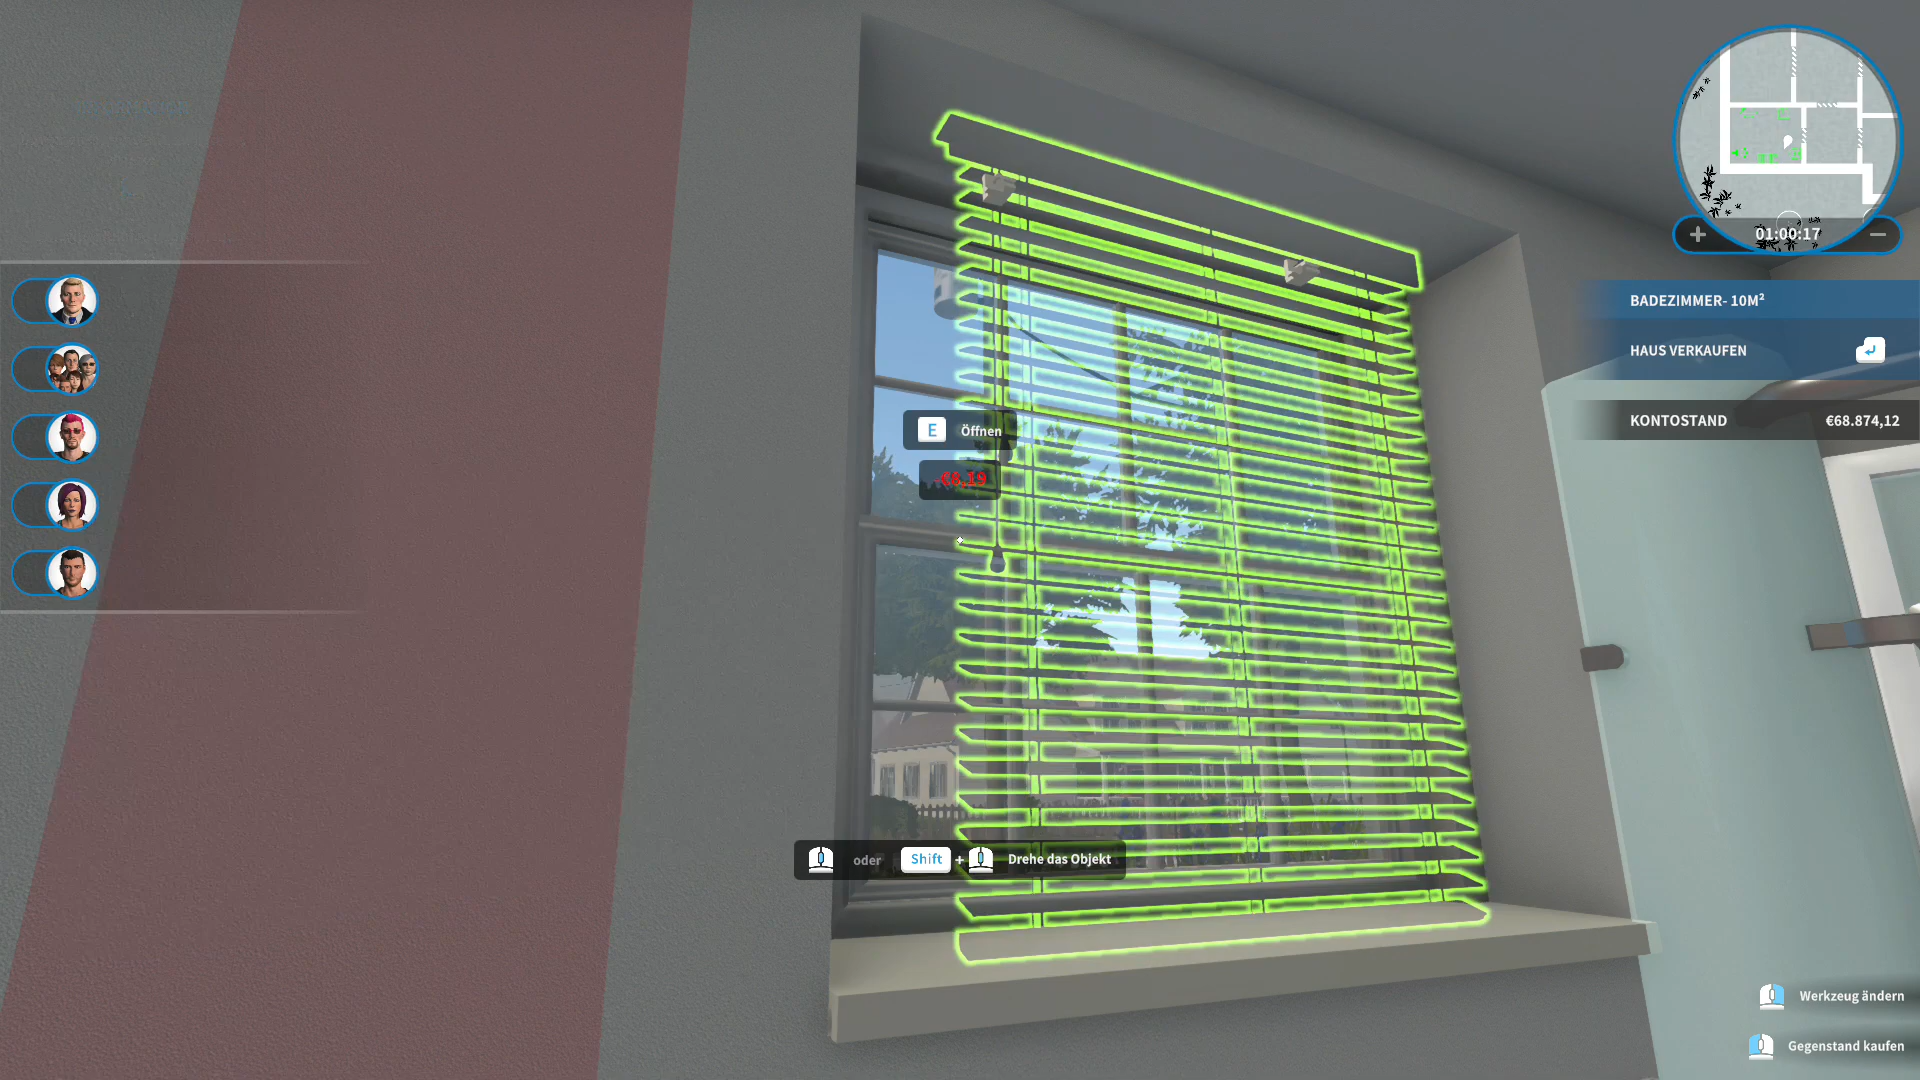 01:00:17
BADEZIMMER- 10M²
HAUS VERKAUFEN
KONTOSTAND €68.874,12
E Öffnen
-€6,19
oder Shift + Drehe das Objekt
Werkzeug ändern
Gegenstand kaufen